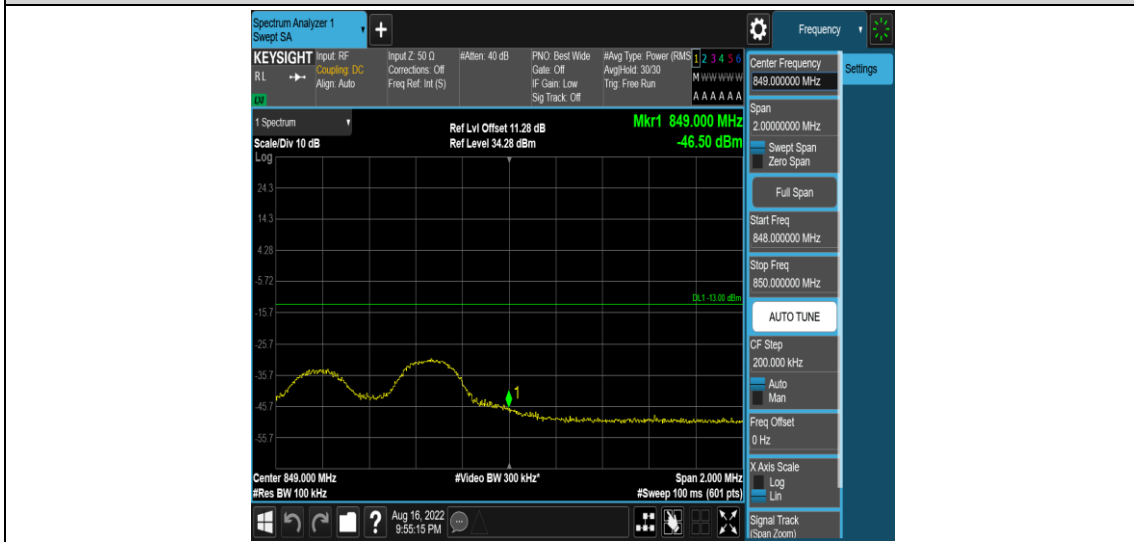 Spectrum Analyzer 1
Swept SA
+
Frequency
KEYSIGHT
RL
LXI
Input: RF
Coupling: DC
Align: Auto
Input Z: 50 Ω
Corrections: Off
Freq Ref: Int (S)
#Atten: 40 dB
PNO: Best Wide
Gate: Off
IF Gain: Low
Sig Track: Off
#Avg Type: Power (RMS
Avg|Hold: 30/30
Trig: Free Run
1 2 3 4 5 6
M W W W W W
A A A A A A
1 Spectrum
Scale/Div 10 dB
Log
Ref Lvl Offset 11.28 dB
Ref Level 34.28 dBm
Mkr1 849.000 MHz
-46.50 dBm
24.3
14.3
4.28
-5.72
-15.7
-25.7
-35.7
-45.7
-55.7
DL1 -13.00 dBm
1
Center 849.000 MHz
#Res BW 100 kHz
#Video BW 300 kHz*
Span 2.000 MHz
#Sweep 100 ms (601 pts)
?
Aug 16, 2022
9:55:15 PM
Center Frequency
849.000000 MHz
Span
2.00000000 MHz
Swept Span
Zero Span
Full Span
Start Freq
848.000000 MHz
Stop Freq
850.000000 MHz
AUTO TUNE
CF Step
200.000 kHz
Auto
Man
Freq Offset
0 Hz
X Axis Scale
Log
Lin
Signal Track
(Span Zoom)
Settings